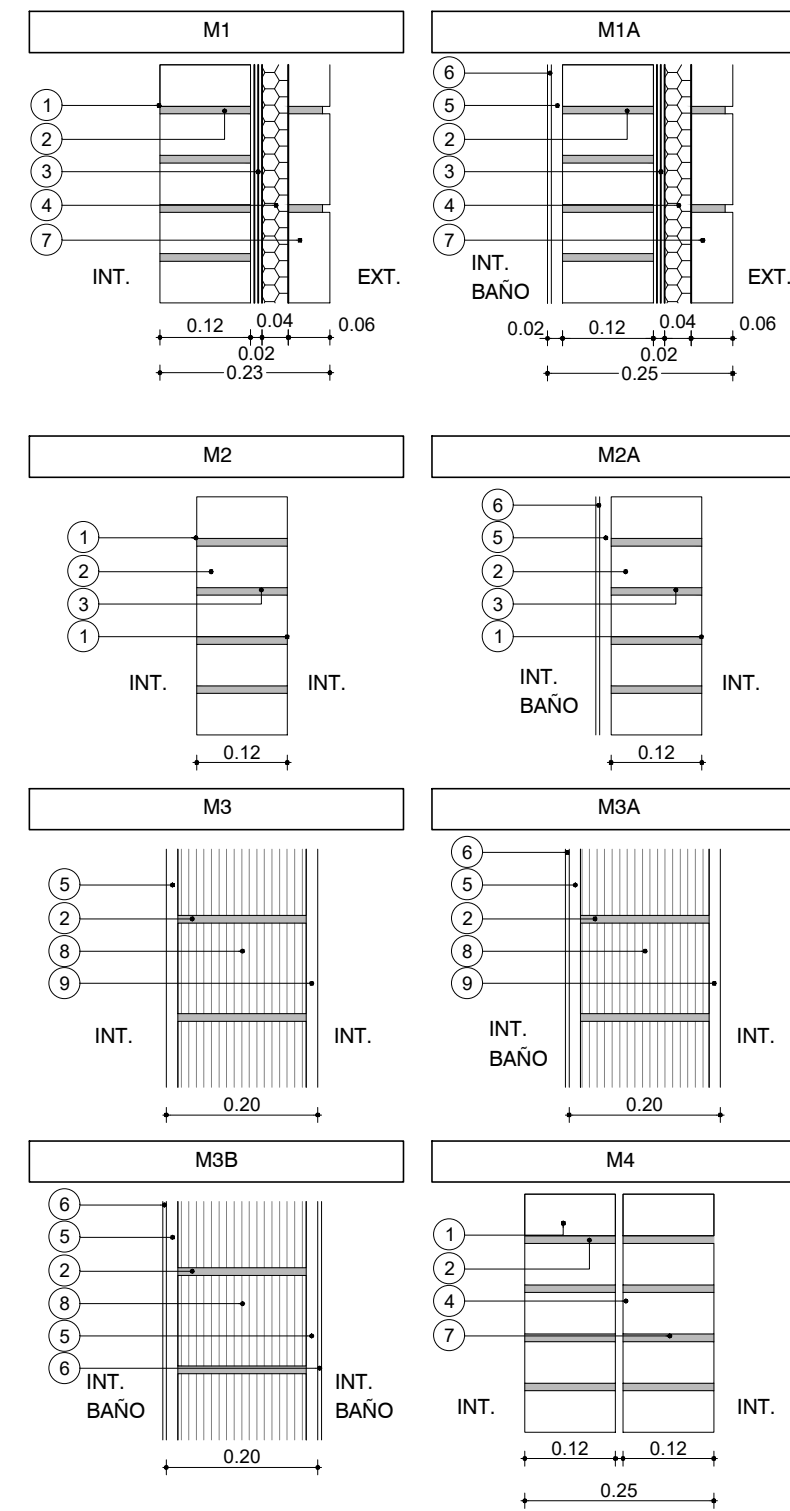 M1
1
2
3
4
7
INT.
EXT.
0.12
0.04
0.06
0.02
0.23
M1A
6
5
2
3
4
7
INT.
BAÑO
EXT.
0.02
0.12
0.04
0.06
0.02
0.25
M2
1
2
3
1
INT.
INT.
0.12
M2A
6
5
2
3
1
INT.
BAÑO
INT.
0.12
M3
5
2
8
9
INT.
INT.
0.20
M3A
6
5
2
8
9
INT.
BAÑO
INT.
0.20
M3B
6
5
2
8
5
6
INT.
BAÑO
INT.
BAÑO
0.20
M4
1
2
4
7
INT.
INT.
0.12
0.12
0.25